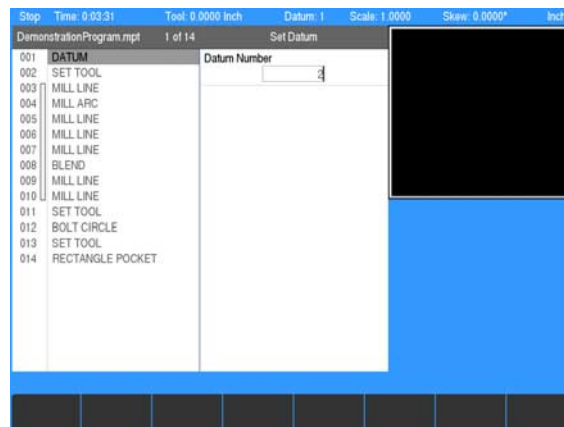 Stop Time: 0:03:31 Tool: 0.0000 Inch Datum: 1 Scale: 1.0000 Skew: 0.0000° Inch
DemonstrationProgram.mpt 1 of 14 Set Datum
001 DATUM
002 SET TOOL
003 MILL LINE
004 MILL ARC
005 MILL LINE
006 MILL LINE
007 MILL LINE
008 BLEND
009 MILL LINE
010 MILL LINE
011 SET TOOL
012 BOLT CIRCLE
013 SET TOOL
014 RECTANGLE POCKET
Datum Number
2